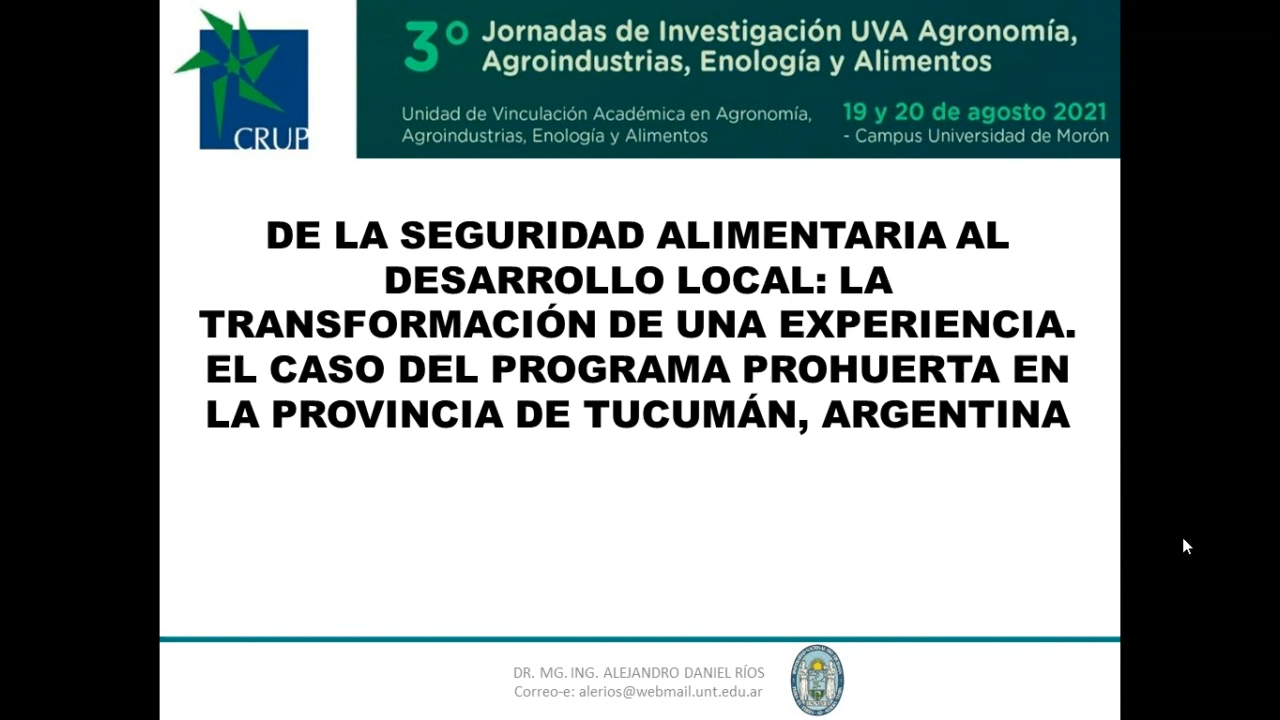 CRUP
3° Jornadas de Investigación UVA Agronomía,
Agroindustrias, Enología y Alimentos
Unidad de Vinculación Académica en Agronomía,
Agroindustrias, Enología y Alimentos
19 y 20 de agosto 2021
- Campus Universidad de Morón
DE LA SEGURIDAD ALIMENTARIA AL
DESARROLLO LOCAL: LA
TRANSFORMACIÓN DE UNA EXPERIENCIA.
EL CASO DEL PROGRAMA PROHUERTA EN
LA PROVINCIA DE TUCUMÁN, ARGENTINA
DR. MG. ING. ALEJANDRO DANIEL RÍOS
Correo-e: alerios@webmail.unt.edu.ar